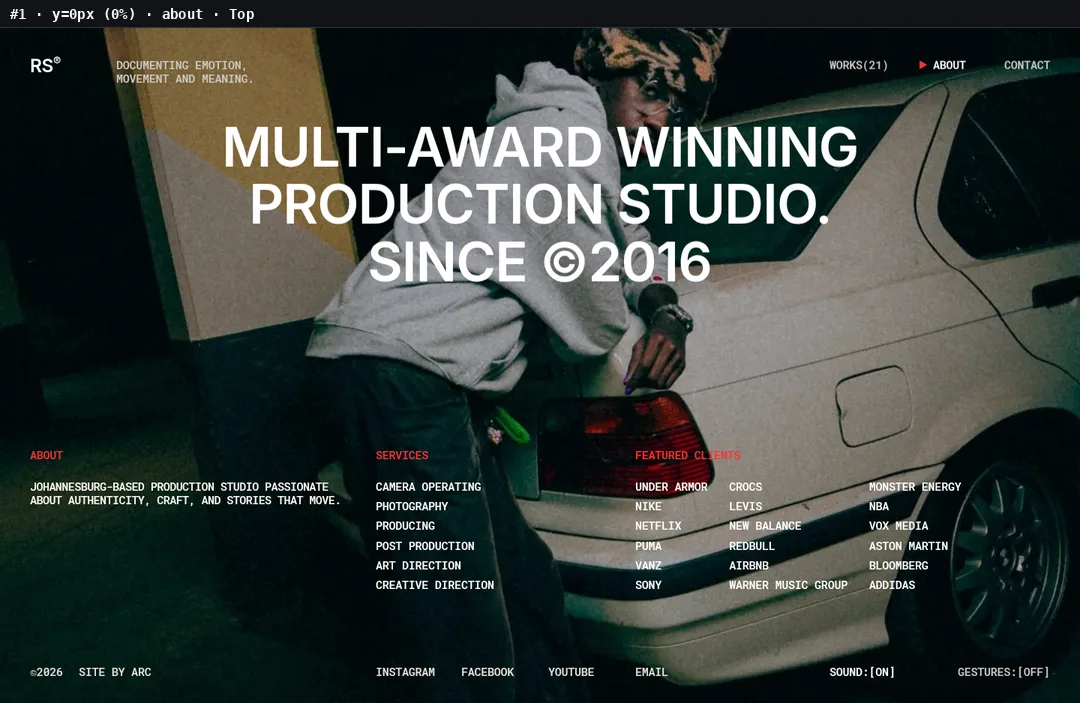 #1 · y=0px (0%) · about · Top
RS®
DOCUMENTING EMOTION,
MOVEMENT AND MEANING.
WORKS(21)
ABOUT
CONTACT
MULTI-AWARD WINNING
PRODUCTION STUDIO.
SINCE ©2016
ABOUT
JOHANNESBURG-BASED PRODUCTION STUDIO PASSIONATE
ABOUT AUTHENTICITY, CRAFT, AND STORIES THAT MOVE.
SERVICES
CAMERA OPERATING
PHOTOGRAPHY
PRODUCING
POST PRODUCTION
ART DIRECTION
CREATIVE DIRECTION
FEATURED CLIENTS
UNDER ARMOR
NIKE
NETFLIX
PUMA
VANZ
SONY
CROCS
LEVIS
NEW BALANCE
REDBULL
AIRBNB
WARNER MUSIC GROUP
MONSTER ENERGY
NBA
VOX MEDIA
ASTON MARTIN
BLOOMBERG
ADDIDAS
©2026 SITE BY ARC
INSTAGRAM
FACEBOOK
YOUTUBE
EMAIL
SOUND:[ON]
GESTURES:[OFF]